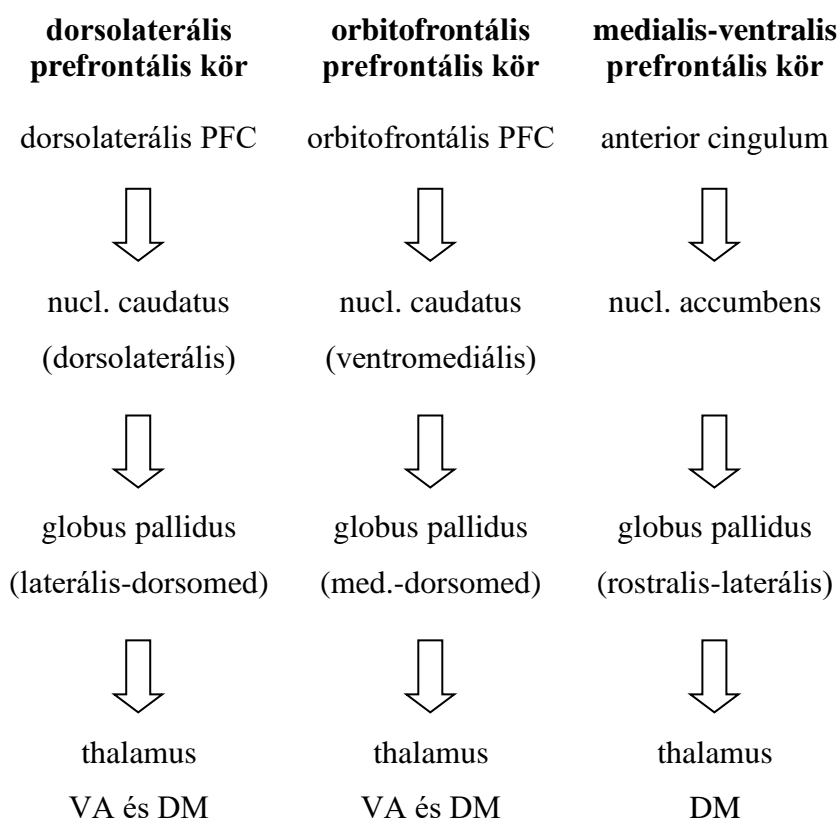 dorsolaterális
prefrontális kör
dorsolaterális PFC
nucl. caudatus
(dorsolaterális)
globus pallidus
(laterális-dorsomed)
thalamus
VA és DM
orbitofrontális
prefrontális kör
orbitofrontális PFC
nucl. caudatus
(ventromediális)
globus pallidus
(med.-dorsomed)
thalamus
VA és DM
medialis-ventralis
prefrontális kör
anterior cingulum
nucl. accumbens
globus pallidus
(rostralis-laterális)
thalamus
DM